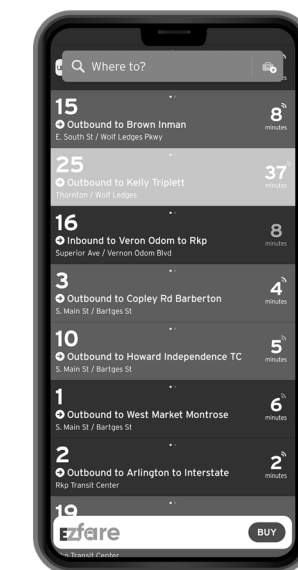 Where to?
15
Outbound to Brown Inman
E. South St / Wolf Ledges Pkwy
8
minutes
25
Outbound to Kelly Triplett
Thornton / Wolf Ledges
37
minutes
16
Inbound to Veron Odom to Rkp
Superior Ave / Vernon Odom Blvd
8
minutes
3
Outbound to Copley Rd Barberton
S. Main St / Bartges St
4
minutes
10
Outbound to Howard Independence TC
S. Main St / Bartges St
5
minutes
1
Outbound to West Market Montrose
S. Main St / Bartges St
6
minutes
2
Outbound to Arlington to Interstate
Rkp Transit Center
2
minutes
19
EZfare
BUY
Rkp Transit Center